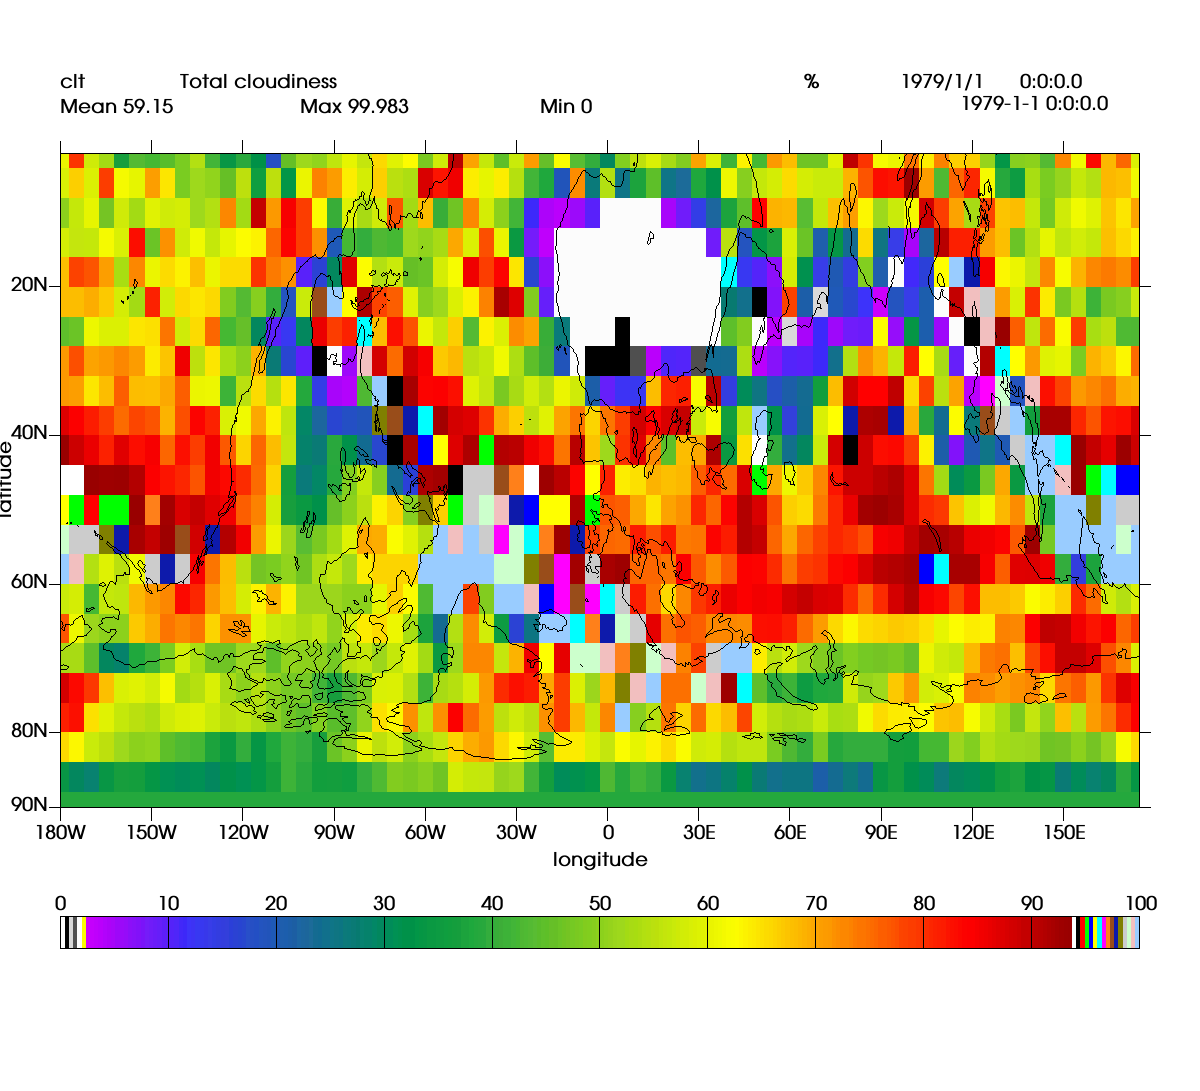 clt Total cloudiness % 1979/1/1 0:0:0.0
Mean 59.15 Max 99.983 Min 0 1979-1-1 0:0:0.0
20N
40N
latitude
60N
80N
90N
180W 150W 120W 90W 60W 30W 0 30E 60E 90E 120E 150E
longitude
0 10 20 30 40 50 60 70 80 90 100